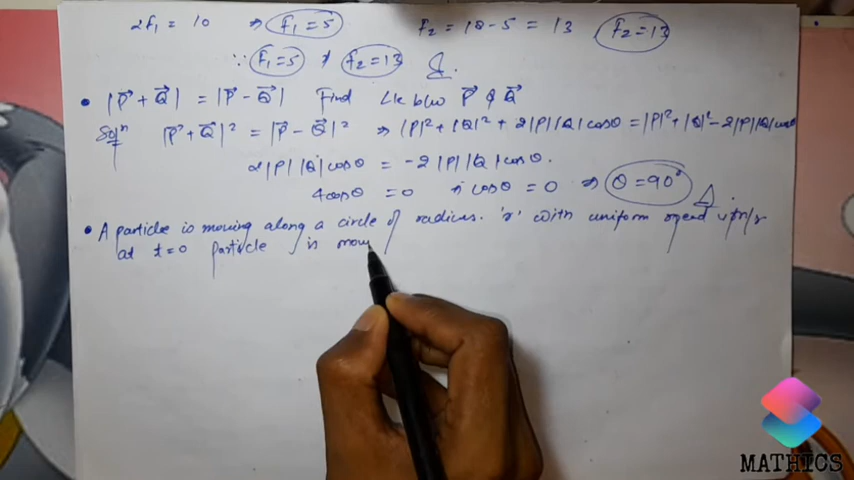 2F₁ = 10 ⇒ F₁ = 5 F₂ = 18 - 5 = 13 F₂ = 13
∵ F₁ = 5 & F₂ = 13
• |P⃗ + Q⃗| = |P⃗ - Q⃗| Find ∠le b/w P⃗ & Q⃗
Solⁿ |P⃗ + Q⃗|² = |P⃗ - Q⃗|² ⇒ |P|² + |Q|² + 2|P||Q|cosθ = |P|² + |Q|² - 2|P||Q|cosθ
2|P||Q|cosθ = -2|P||Q|cosθ.
4cosθ = 0 cosθ = 0 ⇒ θ = 90°
• A particle is moving along a circle of radius 'r' with uniform speed v m/s
at t=0 particle is mov
MATHICS